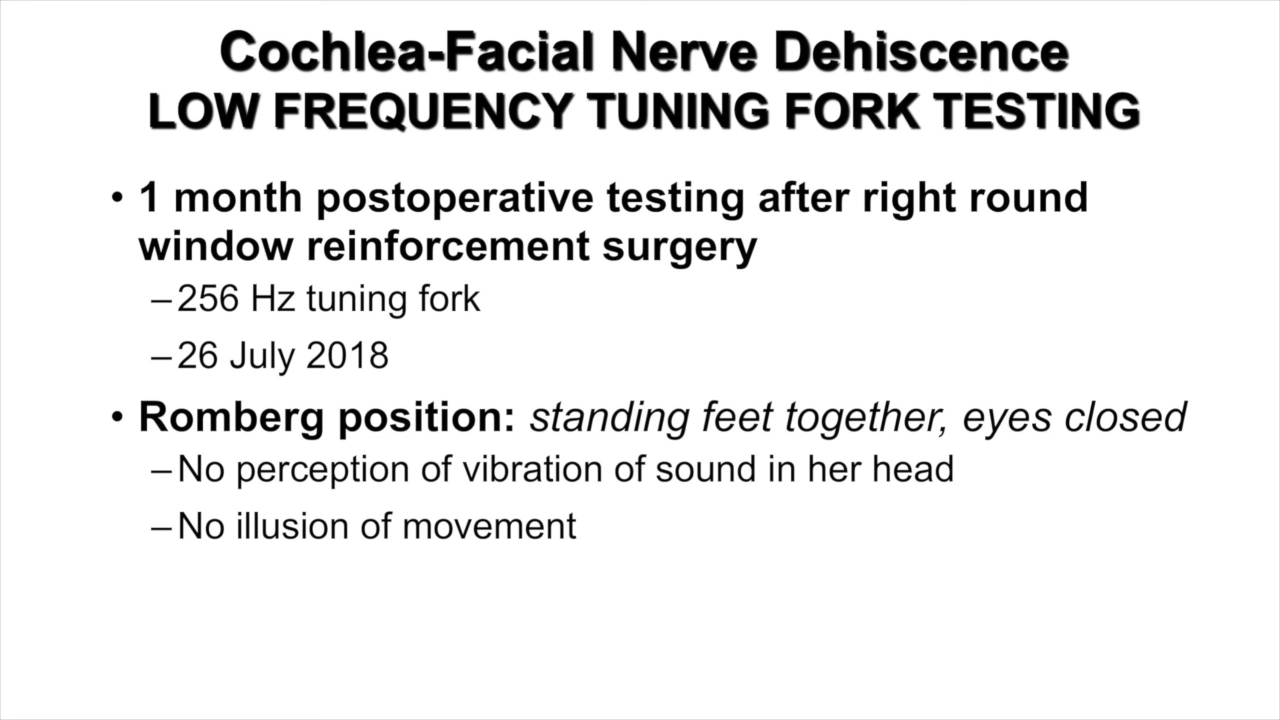 Cochlea-Facial Nerve Dehiscence
LOW FREQUENCY TUNING FORK TESTING
• 1 month postoperative testing after right round
window reinforcement surgery
–256 Hz tuning fork
–26 July 2018
• Romberg position: standing feet together, eyes closed
–No perception of vibration of sound in her head
–No illusion of movement